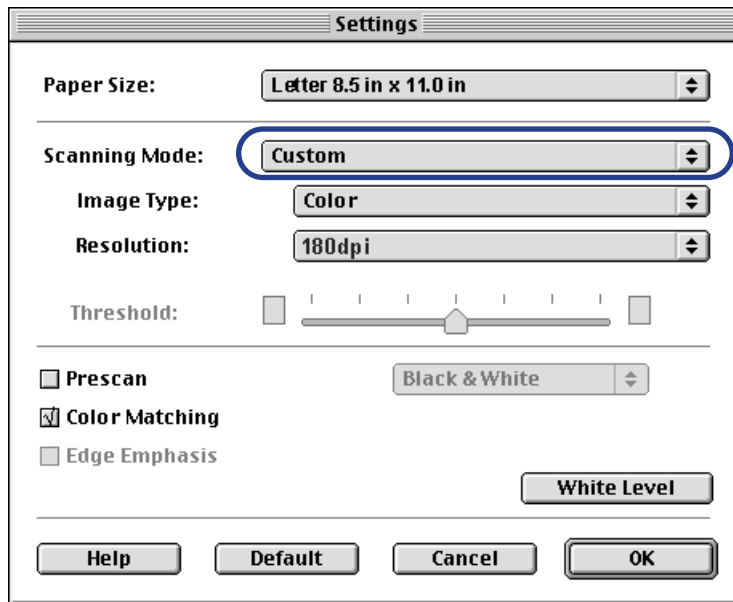 Settings
Paper Size: Letter 8.5 in x 11.0 in
Scanning Mode: Custom
Image Type: Color
Resolution: 180dpi
Threshold:
Prescan Black & White
Color Matching
Edge Emphasis
White Level
Help Default Cancel OK